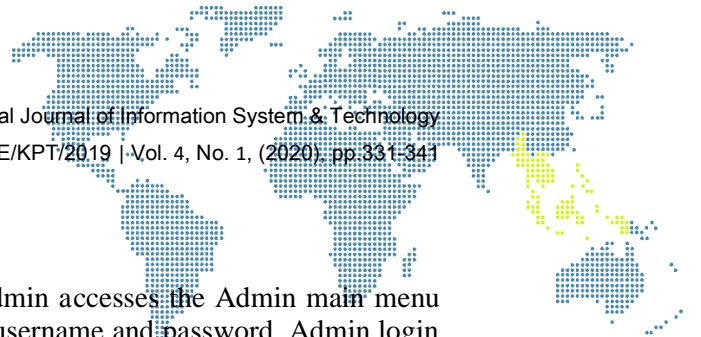 al Journal of Information System & Technology
E/KPT/2019 | Vol. 4, No. 1, (2020), pp.331-341
dmin accesses the Admin main menu
username and password. Admin login